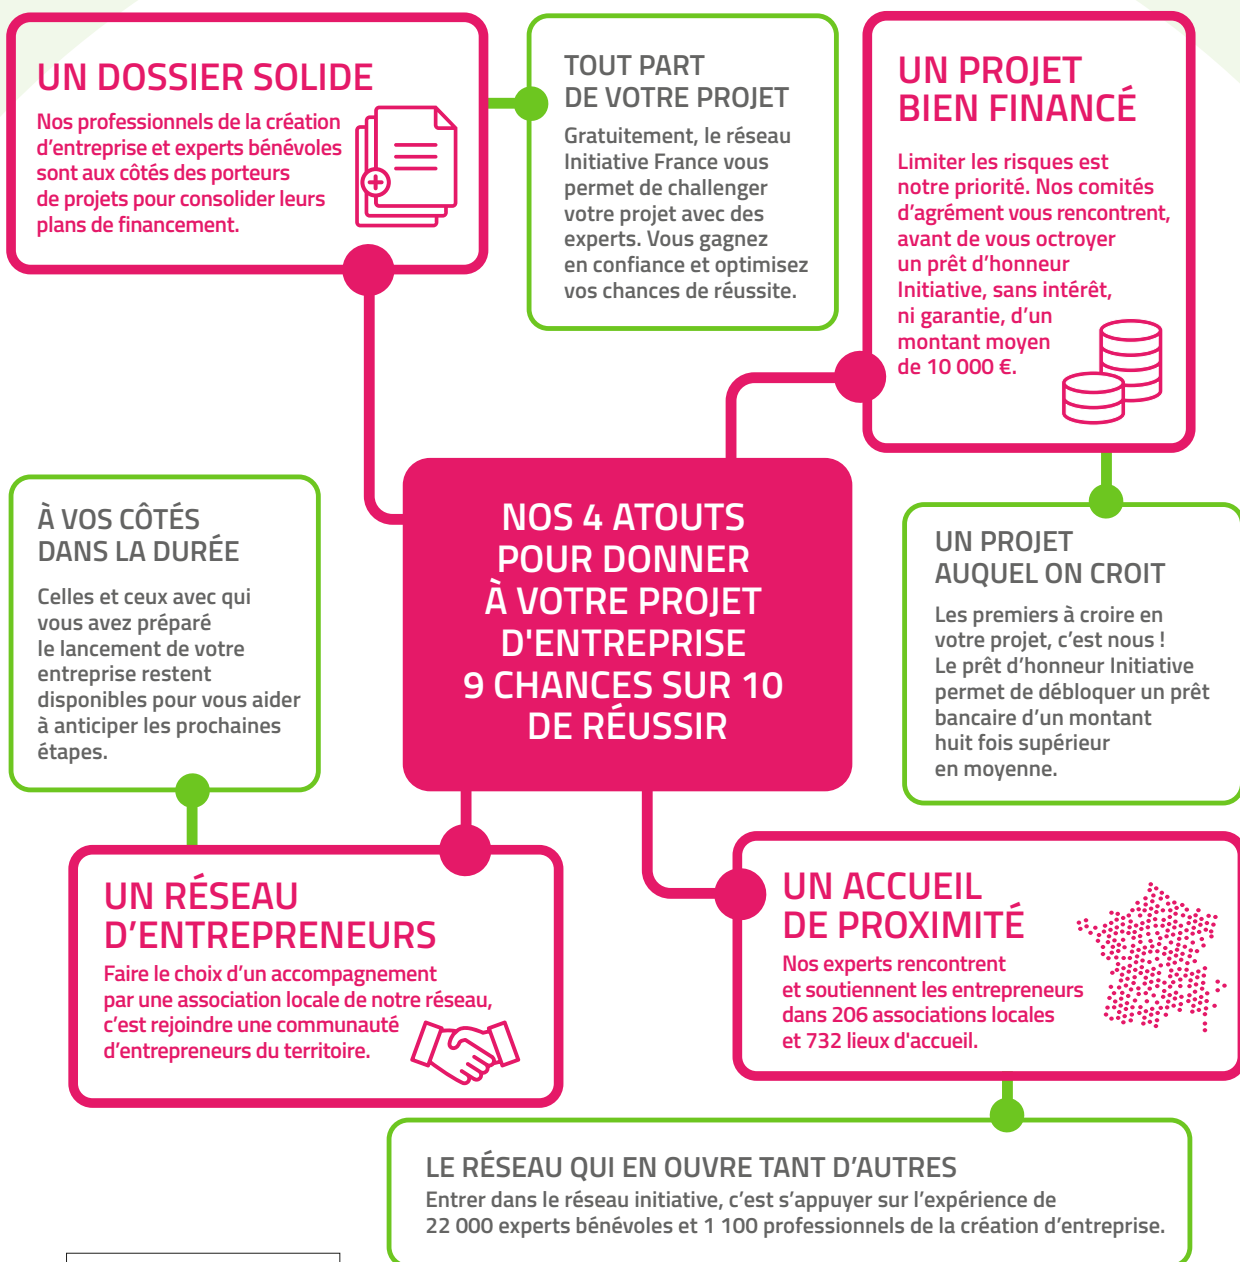 UN DOSSIER SOLIDE
Nos professionnels de la création
d’entreprise et experts bénévoles
sont aux côtés des porteurs
de projets pour consolider leurs
plans de financement.
TOUT PART
DE VOTRE PROJET
Gratuitement, le réseau
Initiative France vous
permet de challenger
votre projet avec des
experts. Vous gagnez
en confiance et optimisez
vos chances de réussite.
UN PROJET
BIEN FINANCÉ
Limiter les risques est
notre priorité. Nos comités
d’agrément vous rencontrent,
avant de vous octroyer
un prêt d’honneur
Initiative, sans intérêt,
ni garantie, d’un
montant moyen
de 10 000 €.
NOS 4 ATOUTS
POUR DONNER
À VOTRE PROJET
D'ENTREPRISE
9 CHANCES SUR 10
DE RÉUSSIR
À VOS CÔTÉS
DANS LA DURÉE
Celles et ceux avec qui
vous avez préparé
le lancement de votre
entreprise restent
disponibles pour vous aider
à anticiper les prochaines
étapes.
UN PROJET
AUQUEL ON CROIT
Les premiers à croire en
votre projet, c’est nous !
Le prêt d’honneur Initiative
permet de débloquer un prêt
bancaire d’un montant
huit fois supérieur
en moyenne.
UN RÉSEAU
D’ENTREPRENEURS
Faire le choix d’un accompagnement
par une association locale de notre réseau,
c’est rejoindre une communauté
d’entrepreneurs du territoire.
UN ACCUEIL
DE PROXIMITÉ
Nos experts rencontrent
et soutiennent les entrepreneurs
dans 206 associations locales
et 732 lieux d'accueil.
LE RÉSEAU QUI EN OUVRE TANT D’AUTRES
Entrer dans le réseau initiative, c’est s’appuyer sur l’expérience de
22 000 experts bénévoles et 1 100 professionnels de la création d’entreprise.